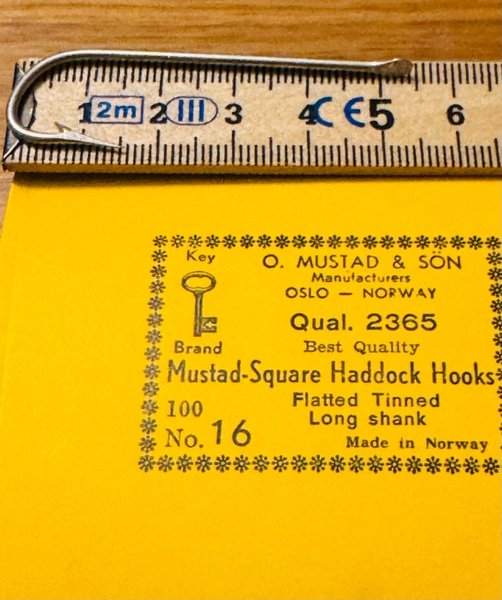 1 2m 2 III 3 4 CE 5 6
Key
O. MUSTAD & SÖN
Manufacturers
OSLO — NORWAY
Qual. 2365
Brand
Best Quality
Mustad-Square Haddock Hooks
Flatted Tinned
100
Long shank
No. 16
Made in Norway